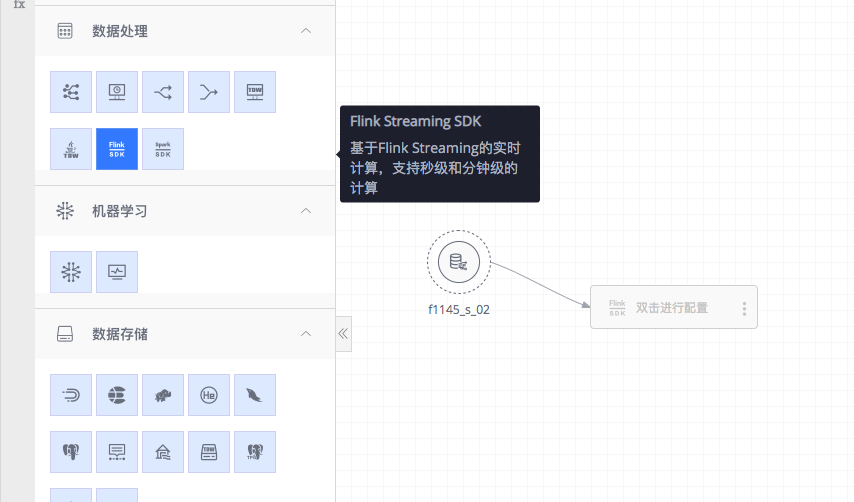 fx
数据处理
TDW
TDW
Flink
SDK
Spark
SDK
Flink Streaming SDK
基于Flink Streaming的实时
计算，支持秒级和分钟级的
计算
机器学习
f1145_s_02
Flink
SDK
双击进行配置
数据存储
HB
TDW